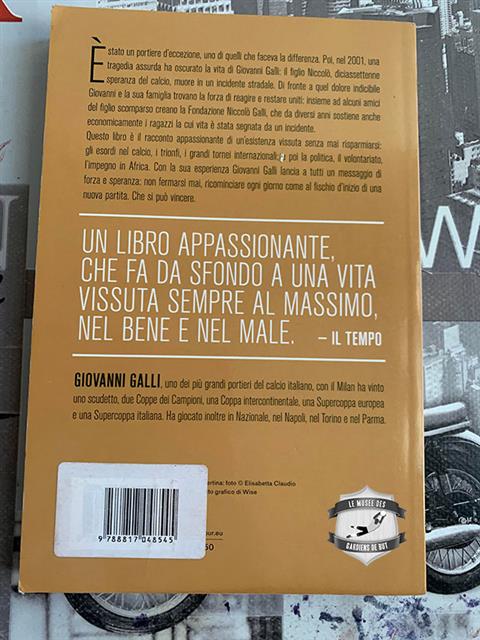 È stato un portiere d'eccezione, uno di quelli che faceva la differenza. Poi, nel 2001, una
tragedia assurda ha oscurato la vita di Giovanni Galli: il figlio Niccolò, diciassettenne
speranza del calcio, muore in un incidente stradale. Di fronte a quel dolore indicibile
Giovanni e la sua famiglia trovano la forza di reagire e restare uniti: insieme ad alcuni amici
del figlio scomparso creano la Fondazione Niccolò Galli, che da diversi anni sostiene anche
economicamente i ragazzi la cui vita è stata segnata da un incidente.
Questo libro è il racconto appassionante di un'esistenza vissuta senza mai risparmiarsi:
gli esordi nel calcio, i trionfi, i grandi tornei internazionali; e poi la politica, il volontariato,
l'impegno in Africa. Con la sua esperienza Giovanni Galli lancia a tutti un messaggio di
forza e speranza: non fermarsi mai, ricominciare ogni giorno come al fischio d'inizio di una
nuova partita. Che si può vincere.
UN LIBRO APPASSIONANTE,
CHE FA DA SFONDO A UNA VITA
VISSUTA SEMPRE AL MASSIMO,
NEL BENE E NEL MALE. – IL TEMPO
GIOVANNI GALLI, uno dei più grandi portieri del calcio italiano, con il Milan ha vinto
uno scudetto, due Coppe dei Campioni, una Coppa intercontinentale, una Supercoppa europea
e una Supercoppa italiana. Ha giocato inoltre in Nazionale, nel Napoli, nel Torino e nel Parma.
ertina: foto © Elisabetta Claudio
to grafico di Wise
9 788817 048545
ur.eu
50
LE MUSEE DES
GARDIENS DE BUT
W